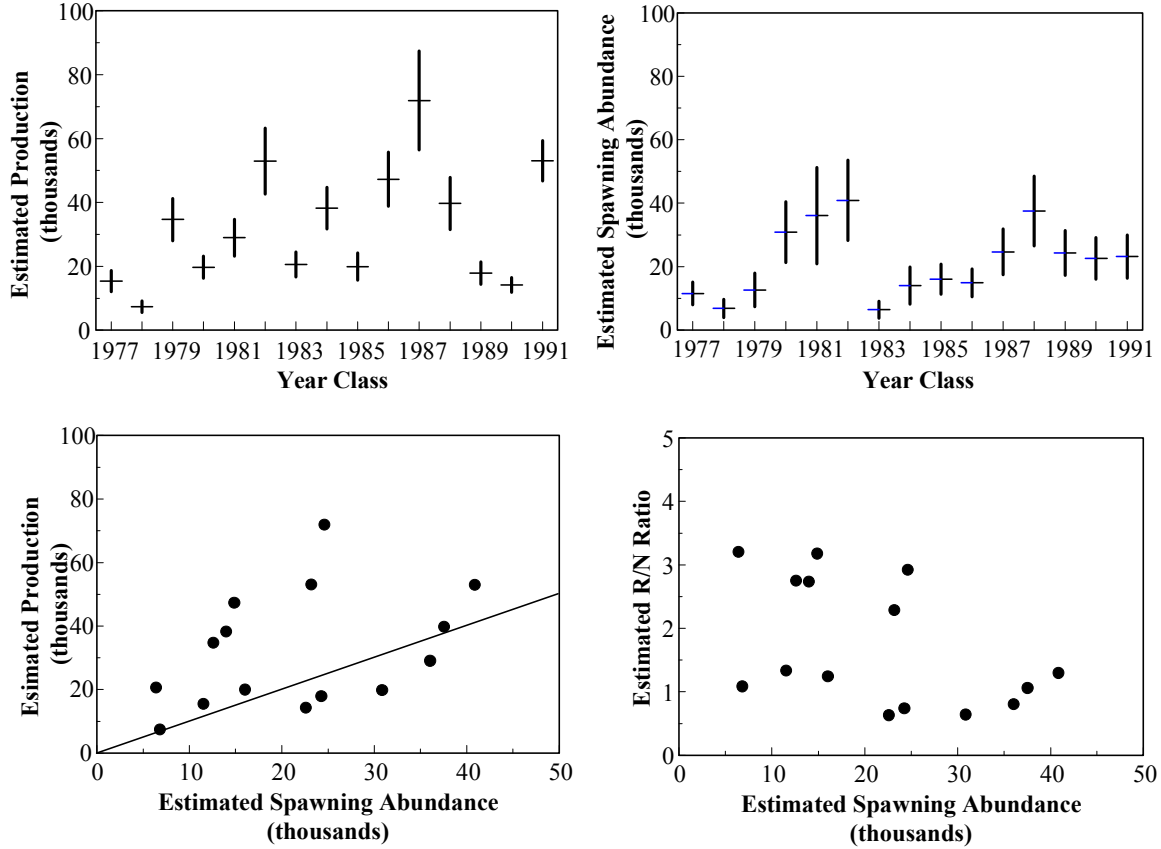 Estimated Production
(thousands)
100
80
60
40
20
0
1977 1979 1981 1983 1985 1987 1989 1991
Year Class
Estimated Spawning Abundance
(thousands)
100
80
60
40
20
0
1977 1979 1981 1983 1985 1987 1989 1991
Year Class
Esimated Production
(thousands)
100
80
60
40
20
0
0 10 20 30 40 50
Estimated Spawning Abundance
(thousands)
Estimated R/N Ratio
5
4
3
2
1
0
0 10 20 30 40 50
Estimated Spawning Abundance
(thousands)